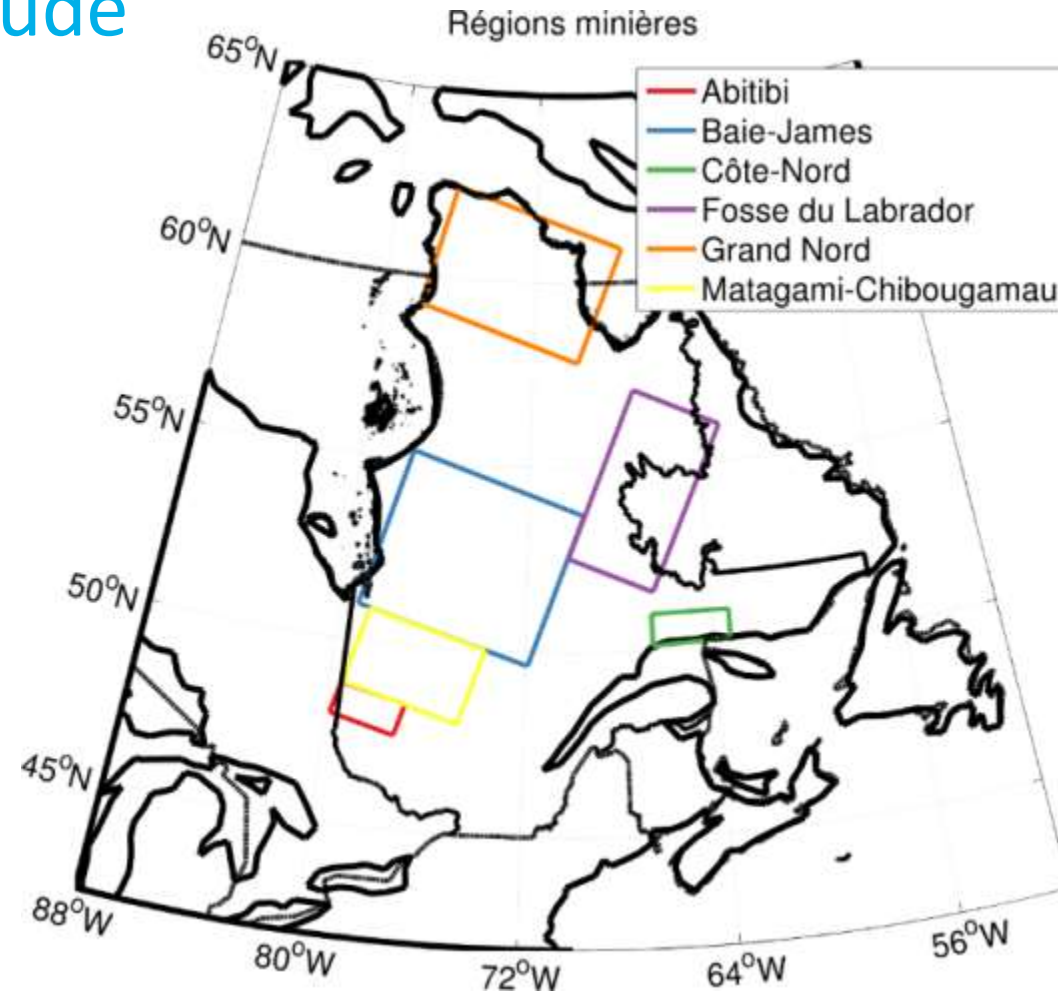 ude
Régions minières
65°N
60°N
55°N
50°N
45°N
88°W
80°W
72°W
64°W
56°W
Abitibi
Baie-James
Côte-Nord
Fosse du Labrador
Grand Nord
Matagami-Chibougamau